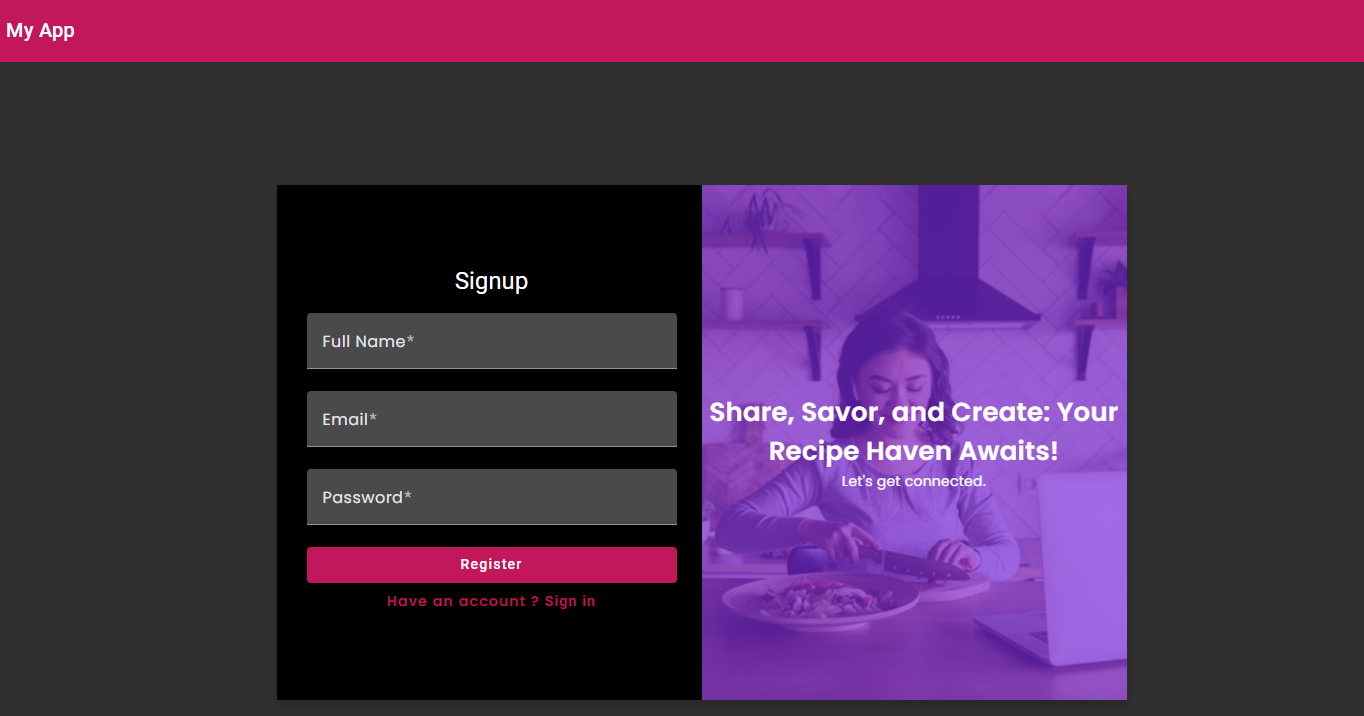 My App
Signup
Full Name*
Email*
Password*
Register
Have an account ? Sign in
Share, Savor, and Create: Your
Recipe Haven Awaits!
Let's get connected.